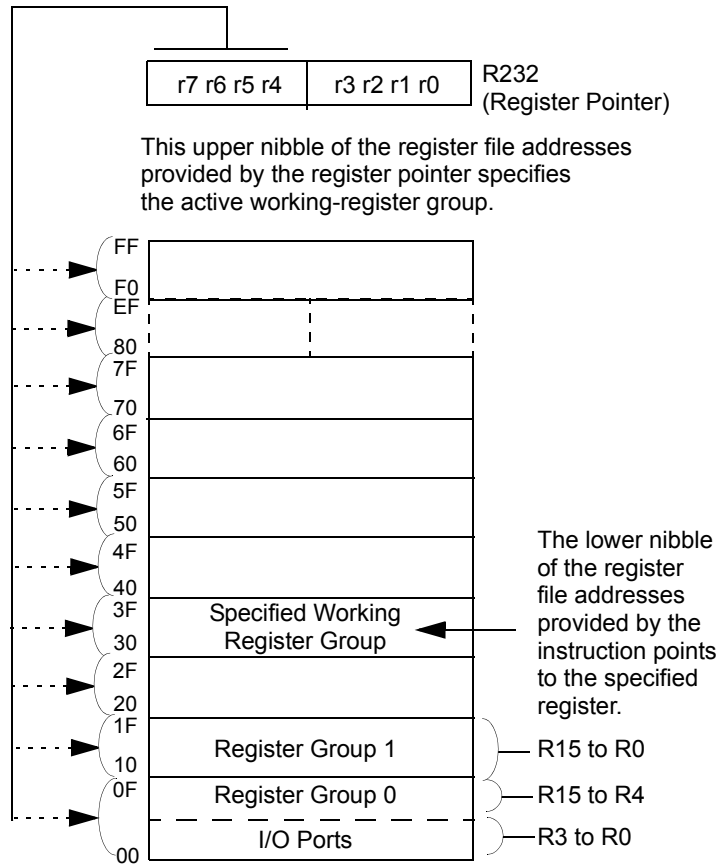 r7 r6 r5 r4
r3 r2 r1 r0
R232
(Register Pointer)
This upper nibble of the register file addresses
provided by the register pointer specifies
the active working-register group.
FF
F0
EF
80
7F
70
6F
60
5F
50
4F
40
3F
Specified Working
Register Group
30
The lower nibble
of the register
file addresses
provided by the
instruction points
to the specified
register.
2F
20
1F
Register Group 1
R15 to R0
10
0F
Register Group 0
R15 to R4
I/O Ports
R3 to R0
00